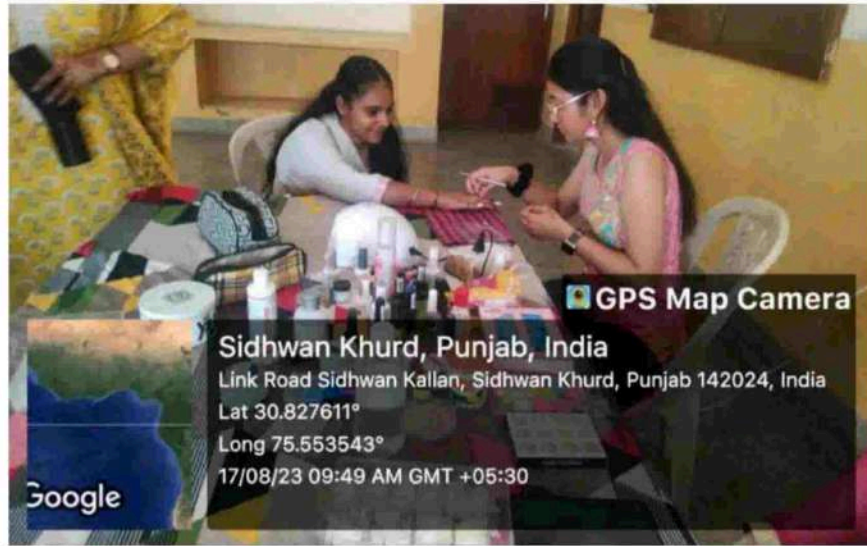 GPS Map Camera
Sidhwan Khurd, Punjab, India
Link Road Sidhwan Kallan, Sidhwan Khurd, Punjab 142024, India
Lat 30.827611°
Long 75.553543°
17/08/23 09:49 AM GMT +05:30
Google